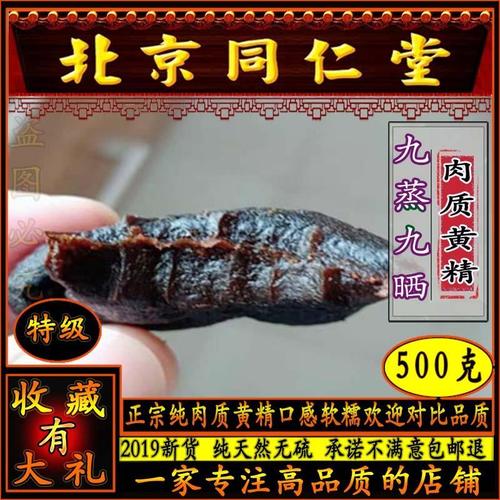 北京同仁堂
盗图必
九蒸九晒
肉质黄精
特级
500克
收藏
有
大礼
正宗纯肉质黄精口感软糯欢迎对比品质
2019新货 纯天然无硫 承诺不满意包邮退
一家专注高品质的店铺